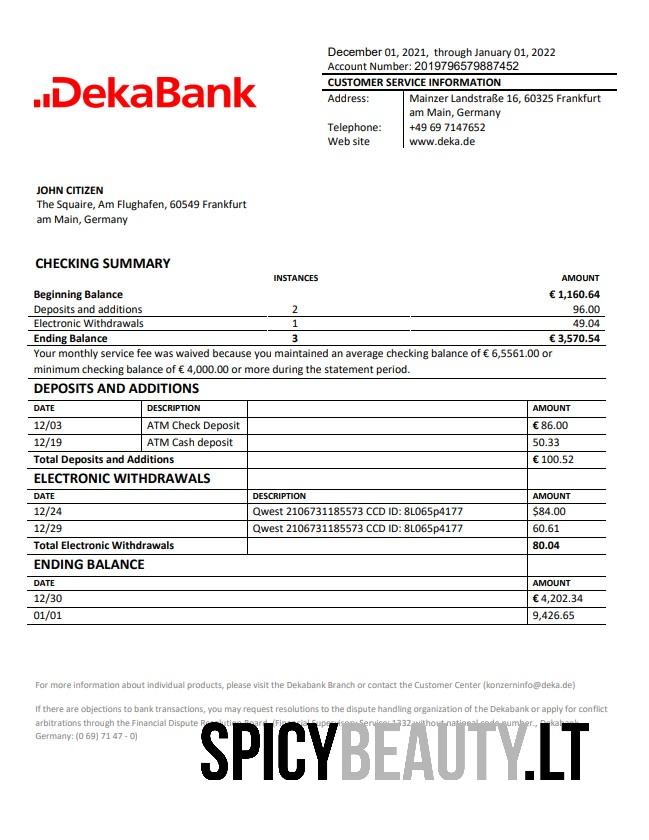 December 01, 2021, through January 01, 2022
Account Number: 2019796579887452
DekaBank
CUSTOMER SERVICE INFORMATION
Address: Mainzer Landstraße 16, 60325 Frankfurt
am Main, Germany
Telephone: +49 69 7147652
Web site www.deka.de
JOHN CITIZEN
The Squaire, Am Flughafen, 60549 Frankfurt
am Main, Germany
CHECKING SUMMARY
INSTANCES AMOUNT
Beginning Balance € 1,160.64
Deposits and additions 2 96.00
Electronic Withdrawals 1 49.04
Ending Balance 3 € 3,570.54
Your monthly service fee was waived because you maintained an average checking balance of € 6,5561.00 or
minimum checking balance of € 4,000.00 or more during the statement period.
DEPOSITS AND ADDITIONS
DATE DESCRIPTION AMOUNT
12/03 ATM Check Deposit € 86.00
12/19 ATM Cash deposit 50.33
Total Deposits and Additions € 100.52
ELECTRONIC WITHDRAWALS
DATE DESCRIPTION AMOUNT
12/24 Qwest 2106731185573 CCD ID: 8L065p4177 $84.00
12/29 Qwest 2106731185573 CCD ID: 8L065p4177 60.61
Total Electronic Withdrawals 80.04
ENDING BALANCE
DATE AMOUNT
12/30 € 4,202.34
01/01 9,426.65
For more information about individual products, please visit the Dekabank Branch or contact the Customer Center (konzerninfo@deka.de)
If there are objections to bank transactions, you may request resolutions to the dispute handling organization of the Dekabank or apply for conflict
arbitrations through the Financial Dispute Resolution Board. (Financial Supervisory Service: 1332 without national code number., Dekabank
Germany: (0 69) 71 47 - 0)
SPICYBEAUTY.LT